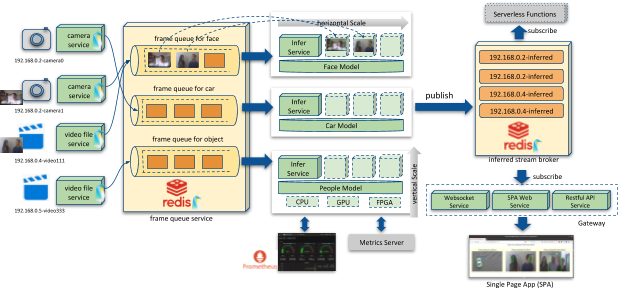 Serverless Functions
subscribe
frame queue for face
horizontal Scale
camera
service
Infer
Service
192.168.0.2-inferred
192.168.0.2-camera0
Face Model
192.168.0.2-inferred
frame queue for car
192.168.0.4-inferred
camera
service
publish
Infer
Service
192.168.0.4-inferred
192.168.0.2-camera1
Car Model
redis
video file
service
frame queue for object
inferred stream broker
192.168.0.4-video111
Infer
Service
subscribe
vertical Scale
video file
service
People Model
redis
CPU
GPU
FPGA
Websocket
Service
SPA Web
Service
Restful API
Service
192.168.0.5-video333
frame queue service
Gateway
Metrics Server
Prometheus
Single Page App (SPA)